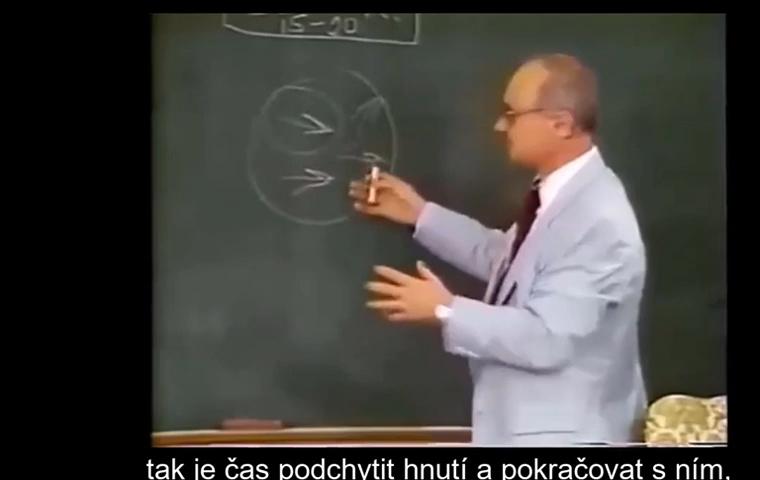 15-20
tak je čas podchytit hnutí a pokračovat s ním,